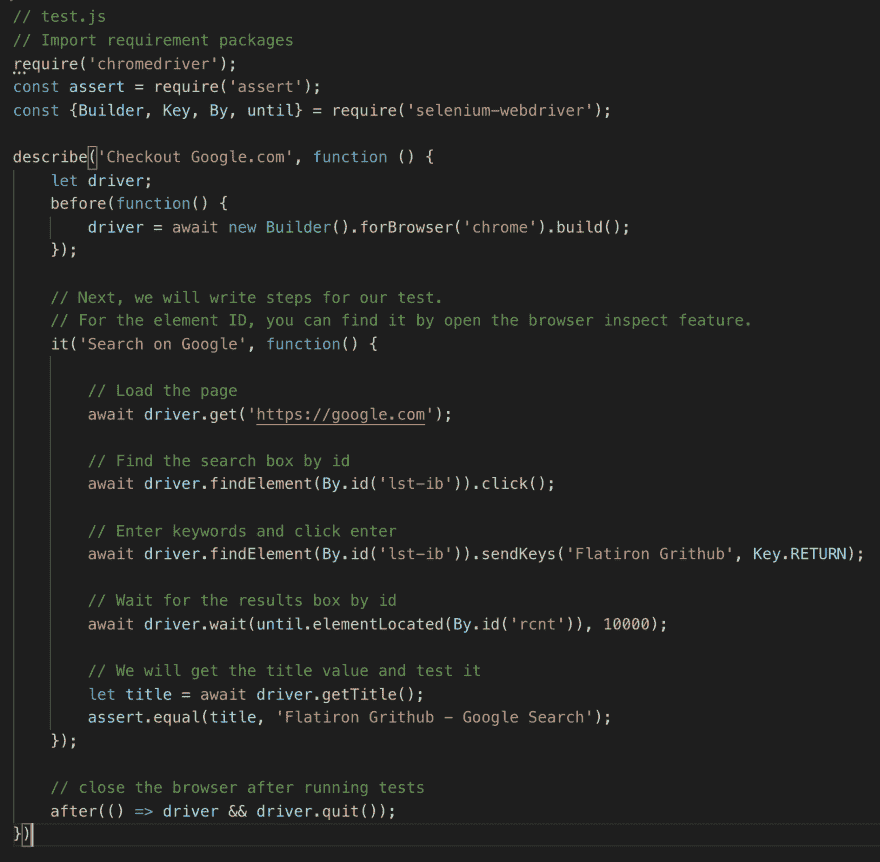 // test.js
// Import requirement packages
require('chromedriver');
const assert = require('assert');
const {Builder, Key, By, until} = require('selenium-webdriver');

describe('Checkout Google.com', function () {
    let driver;
    before(function() {
        driver = await new Builder().forBrowser('chrome').build();
    });

    // Next, we will write steps for our test.
    // For the element ID, you can find it by open the browser inspect feature.
    it('Search on Google', function() {

        // Load the page
        await driver.get('https://google.com');

        // Find the search box by id
        await driver.findElement(By.id('lst-ib')).click();

        // Enter keywords and click enter
        await driver.findElement(By.id('lst-ib')).sendKeys('Flatiron Grithub', Key.RETURN);

        // Wait for the results box by id
        await driver.wait(until.elementLocated(By.id('rcnt')), 10000);

        // We will get the title value and test it
        let title = await driver.getTitle();
        assert.equal(title, 'Flatiron Grithub - Google Search');
    });

    // close the browser after running tests
    after(() => driver && driver.quit());
})